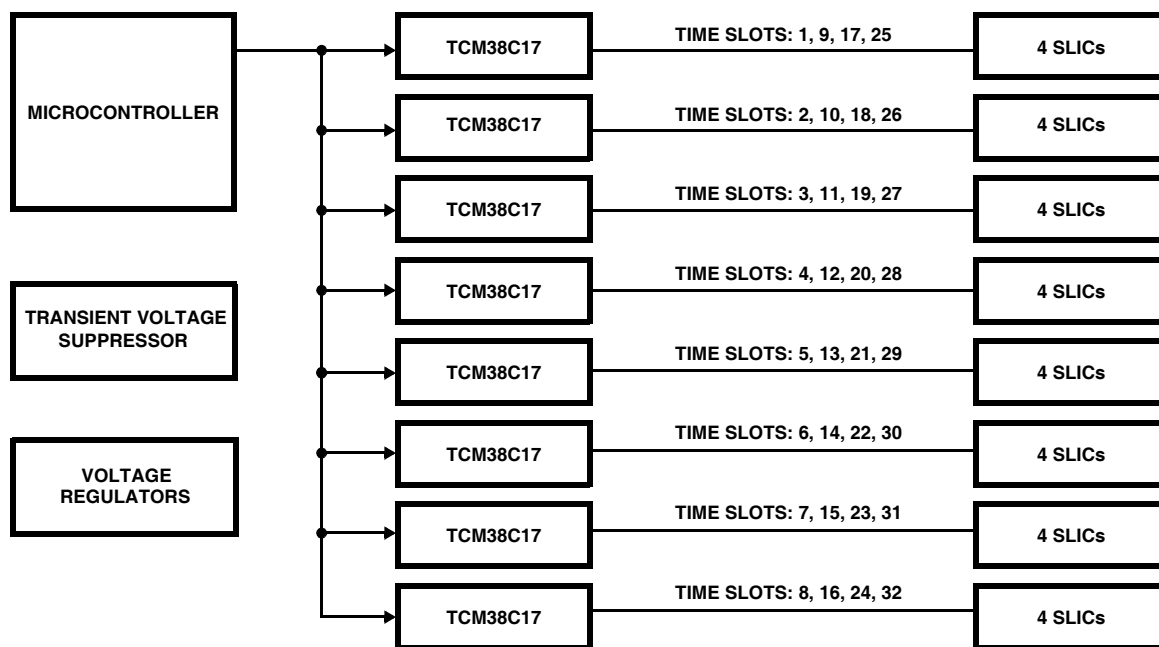 MICROCONTROLLER
TRANSIENT VOLTAGE
SUPPRESSOR
VOLTAGE
REGULATORS
TCM38C17
TIME SLOTS: 1, 9, 17, 25
4 SLICs
TCM38C17
TIME SLOTS: 2, 10, 18, 26
4 SLICs
TCM38C17
TIME SLOTS: 3, 11, 19, 27
4 SLICs
TCM38C17
TIME SLOTS: 4, 12, 20, 28
4 SLICs
TCM38C17
TIME SLOTS: 5, 13, 21, 29
4 SLICs
TCM38C17
TIME SLOTS: 6, 14, 22, 30
4 SLICs
TCM38C17
TIME SLOTS: 7, 15, 23, 31
4 SLICs
TCM38C17
TIME SLOTS: 8, 16, 24, 32
4 SLICs